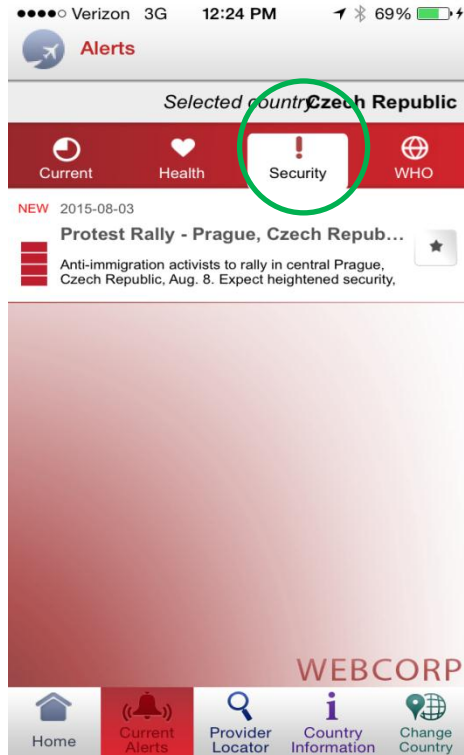 Verizon 3G 12:24 PM 69%
Alerts
Selected country Czech Republic
Current Health Security WHO
NEW 2015-08-03
Protest Rally - Prague, Czech Repub...
Anti-immigration activists to rally in central Prague,
Czech Republic, Aug. 8. Expect heightened security,
WEBCORP
Home Current Alerts Provider Locator Country Information Change Country